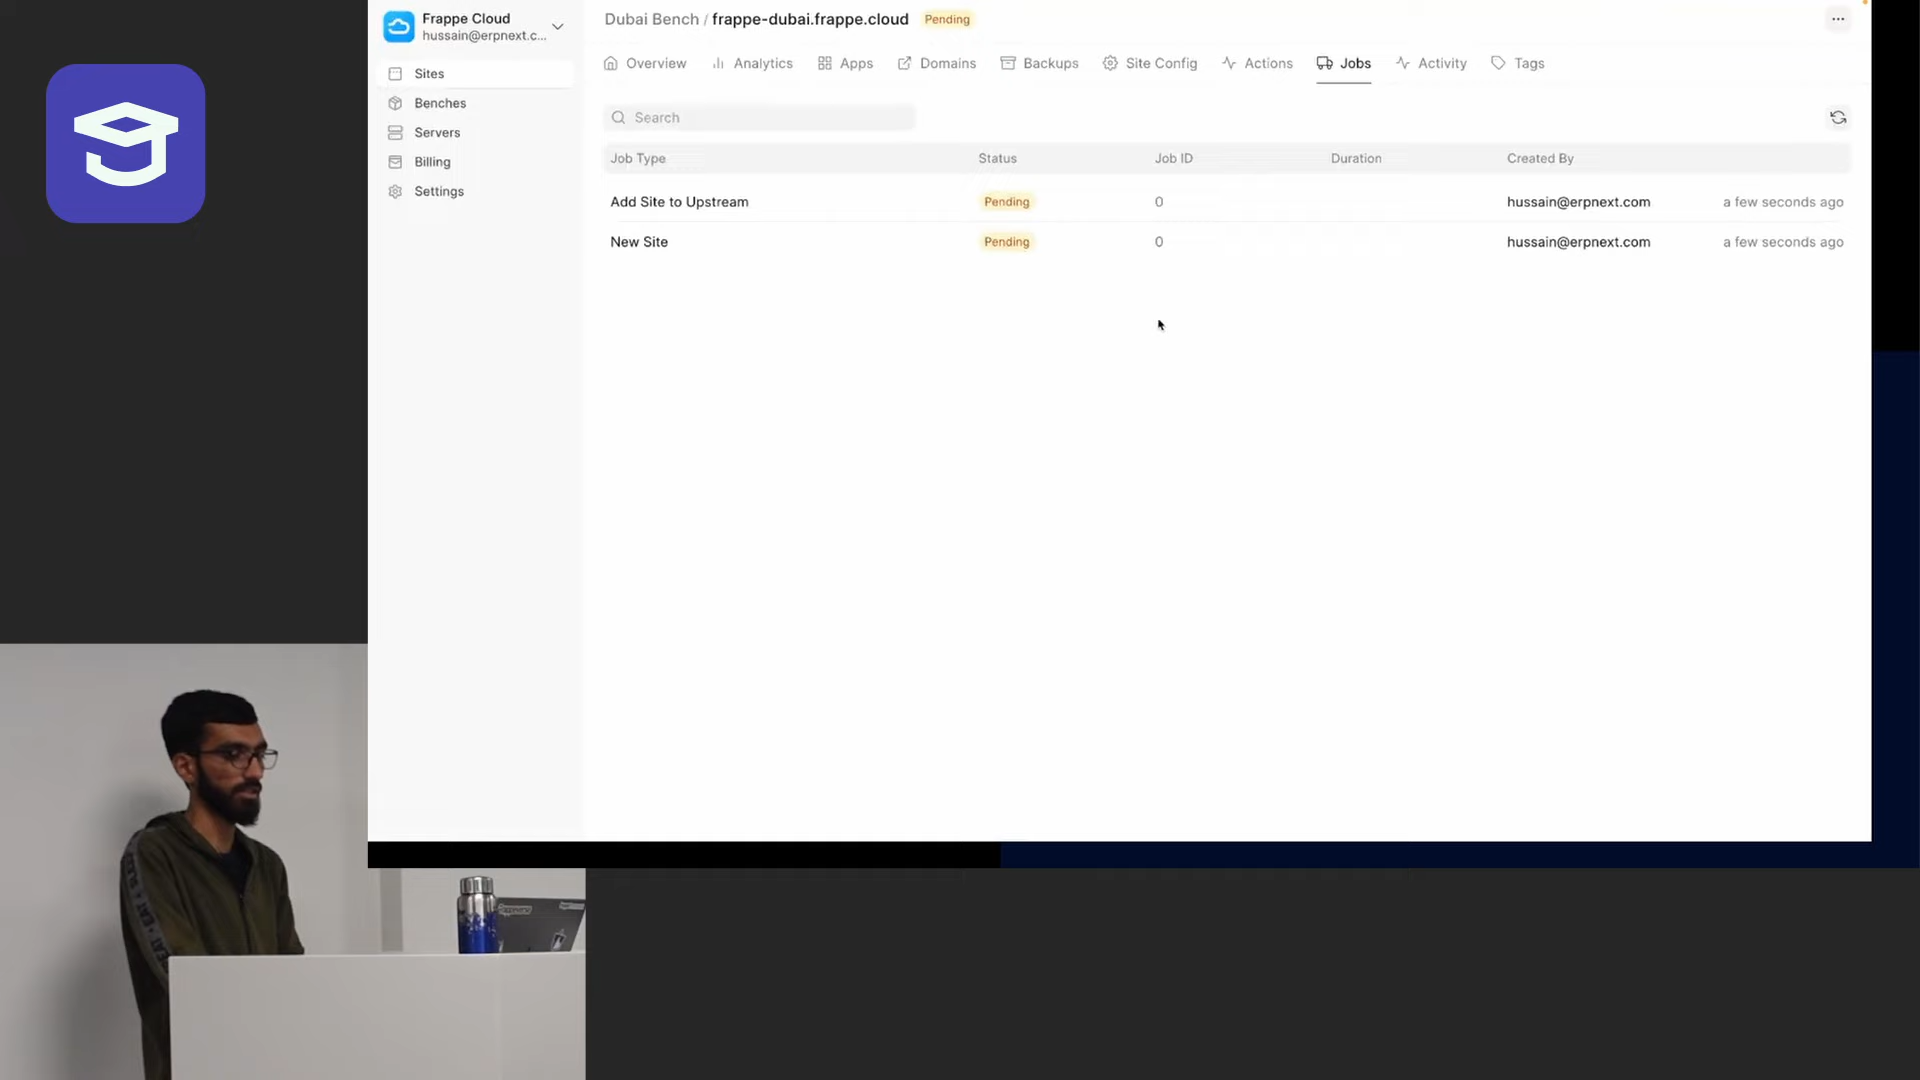 Frappe Cloud
hussain@erpnext.c...
Sites
Benches
Servers
Billing
Settings
Dubai Bench / frappe-dubai.frappe.cloud Pending
Overview Analytics Apps Domains Backups Site Config Actions Jobs Activity Tags
Search
Job Type Status Job ID Duration Created By
Add Site to Upstream Pending 0 hussain@erpnext.com a few seconds ago
New Site Pending 0 hussain@erpnext.com a few seconds ago